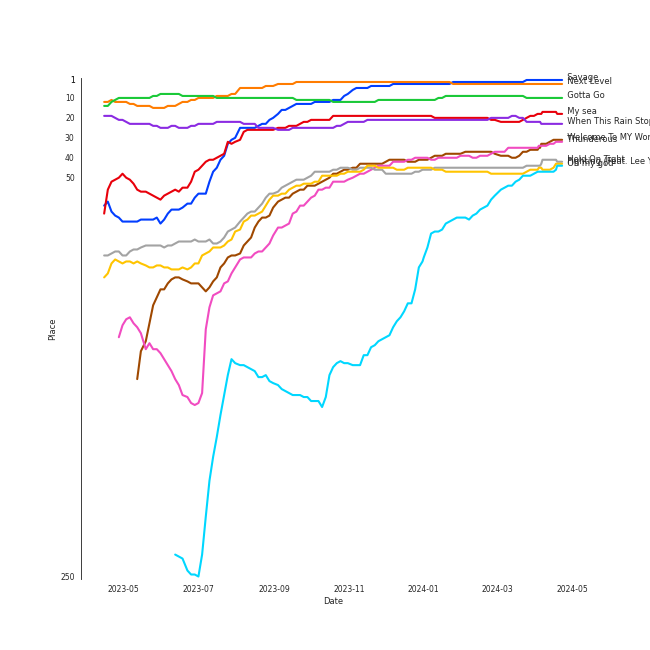 1
10
20
30
40
50
250
Place
2023-05
2023-07
2023-09
2023-11
2024-01
2024-03
2024-05
Date
Savage
Next Level
Gotta Go
My sea
When This Rain Stop
Welcome To MY Wor
Thunderous
Hold On Tight
Lee Y
Oh my god